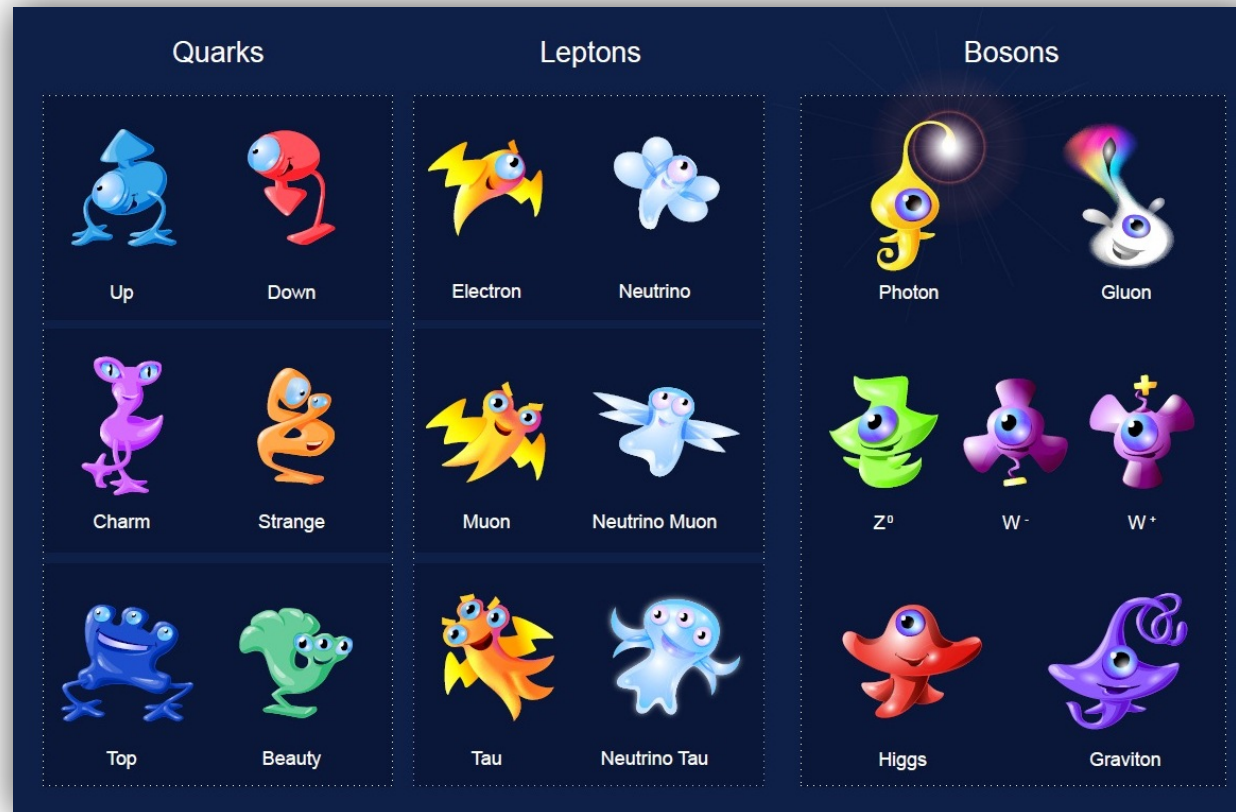 Quarks
Leptons
Bosons
Up
Down
Electron
Neutrino
Photon
Gluon
Charm
Strange
Muon
Neutrino Muon
Z⁰
W⁻
W⁺
Top
Beauty
Tau
Neutrino Tau
Higgs
Graviton